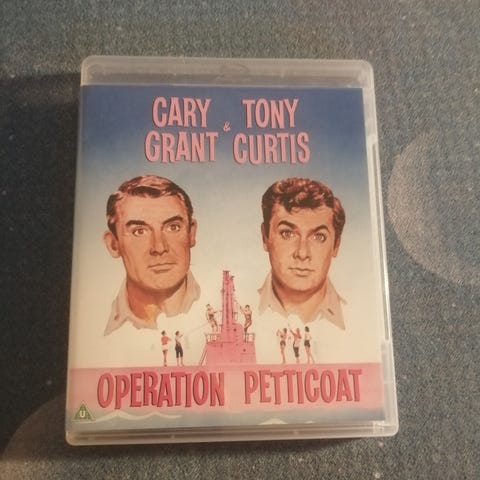 CARY & TONY
GRANT CURTIS
OPERATION PETTICOAT
U